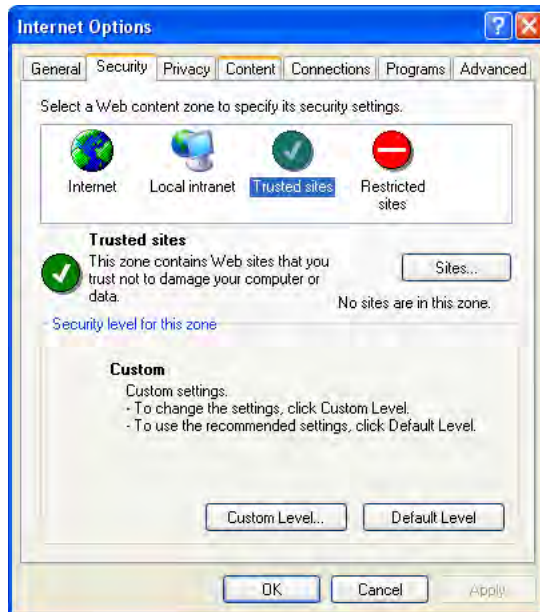 Internet Options
General Security Privacy Content Connections Programs Advanced
Select a Web content zone to specify its security settings.
Internet Local intranet Trusted sites Restricted
sites
Trusted sites
This zone contains Web sites that you
trust not to damage your computer or
data.
Sites...
No sites are in this zone.
Security level for this zone
Custom
Custom settings.
- To change the settings, click Custom Level.
- To use the recommended settings, click Default Level.
Custom Level... Default Level
OK Cancel Apply